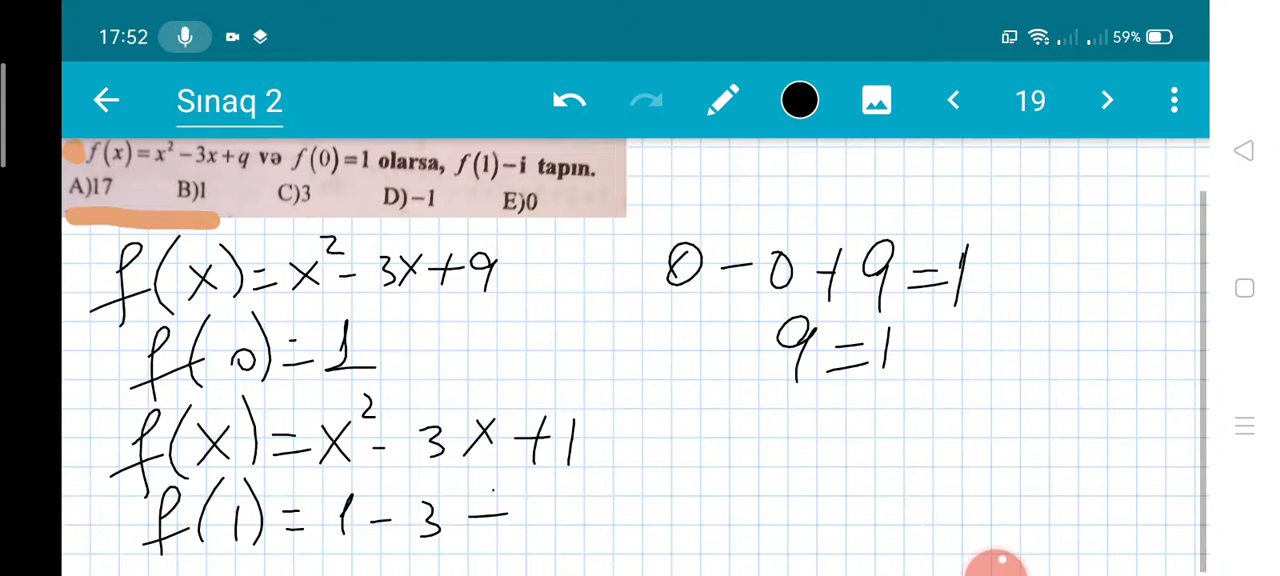 17:52 59%
Sınaq 2 19
f(x)=x²−3x+q və f(0)=1 olarsa, f(1)−i tapın.
A)17 B)1 C)3 D)−1 E)0
f(x)=x²-3x+q 0-0+q=1
f(0)=1 q=1
f(x)=x²-3x+1
f(1)=1-3-